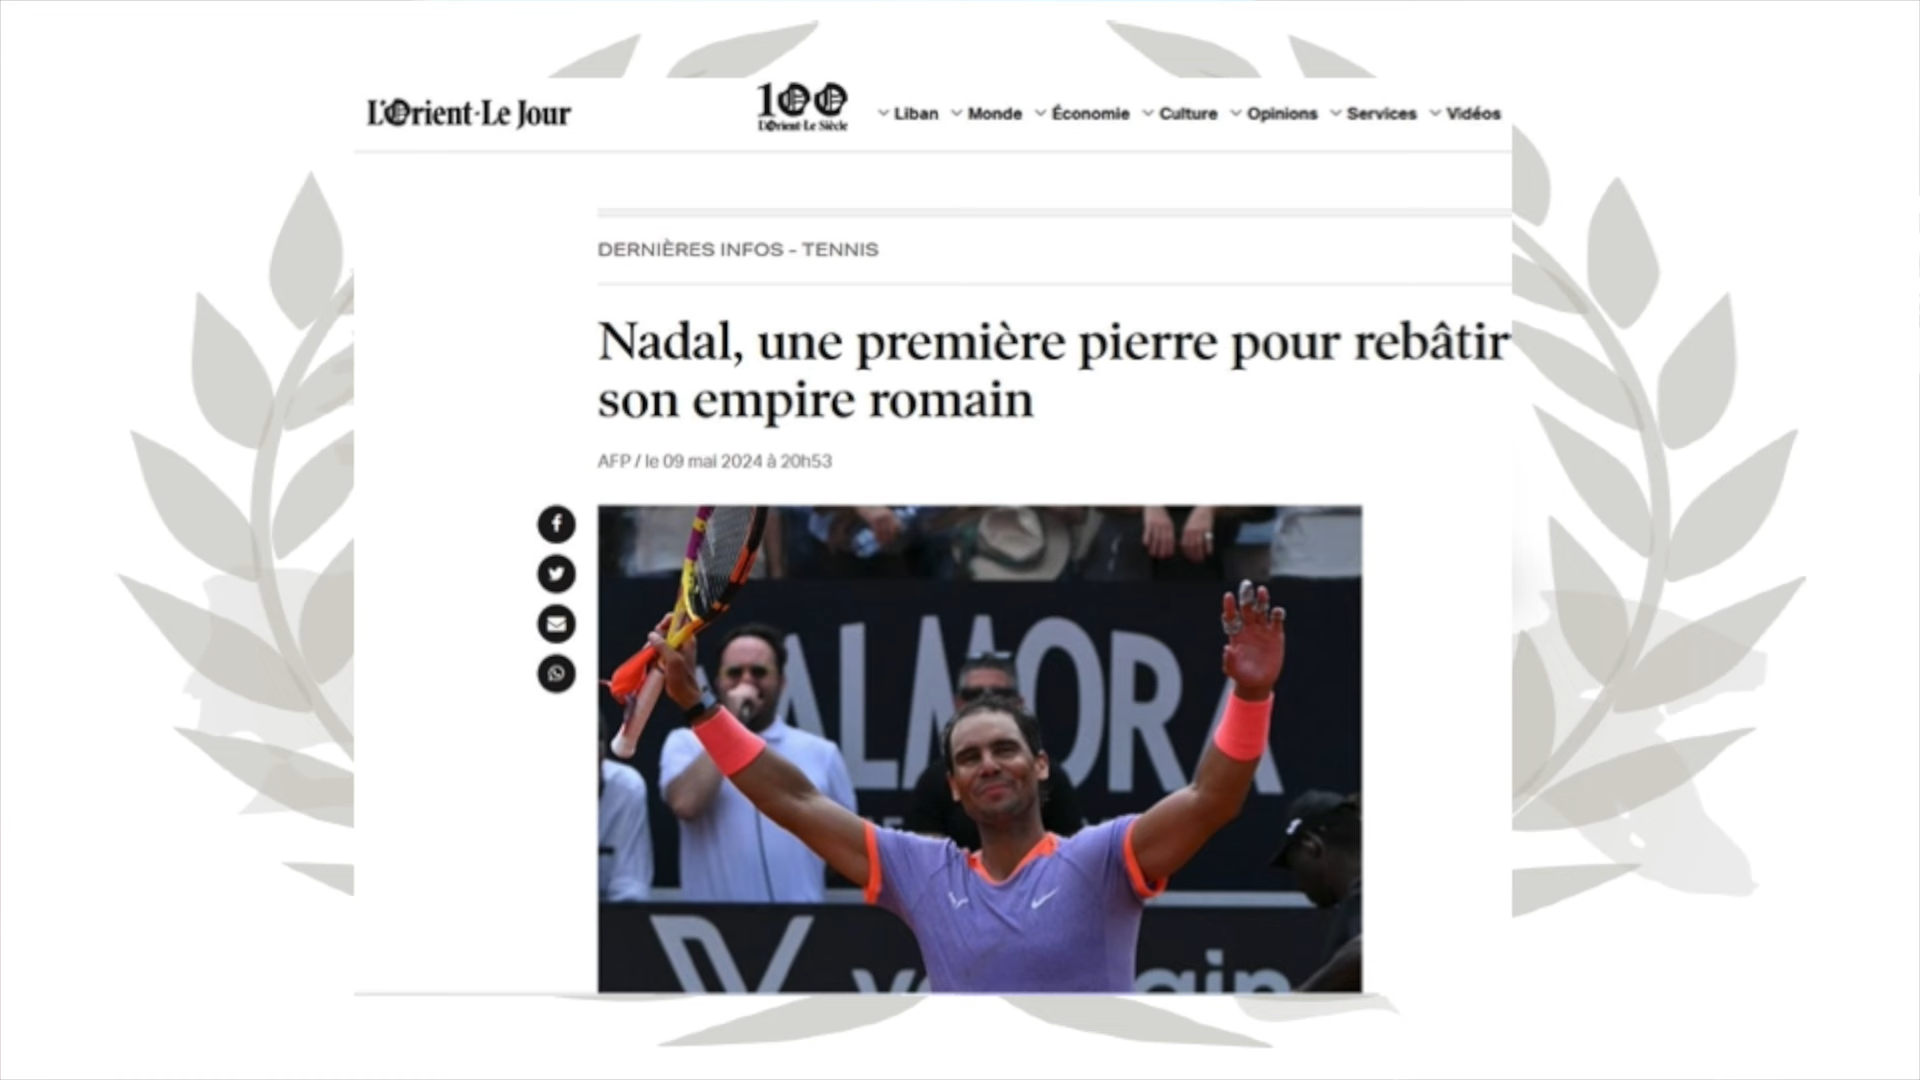 L'Orient-Le Jour
100
L'Orient-Le Siècle
Liban Monde Économie Culture Opinions Services Vidéos
DERNIÈRES INFOS - TENNIS
Nadal, une première pierre pour rebâtir
son empire romain
AFP / le 09 mai 2024 à 20h53
ALMORA